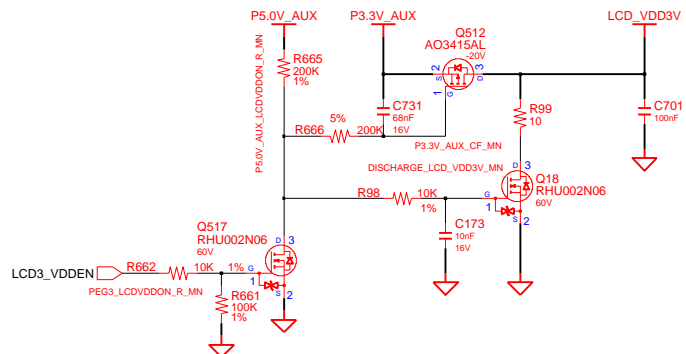 P5.0V_AUX
P3.3V_AUX
LCD_VDD3V
Q512
AO3415AL
-20V
2
3
S
D
1
G
R665
200K
1%
P5.0V_AUX_LCDVDDON_R_MN
C731
68nF
16V
R99
10
C701
100nF
5%
R666
200K
P3.3V_AUX_CF_MN
DISCHARGE_LCD_VDD3V_MN
D
3
Q18
RHU002N06
60V
R98
10K
1%
G
1
S
2
C173
10nF
16V
Q517
RHU002N06
60V
D
3
LCD3_VDDEN
R662
10K
1%
G
1
S
2
PEG3_LCDVDDON_R_MN
R661
100K
1%